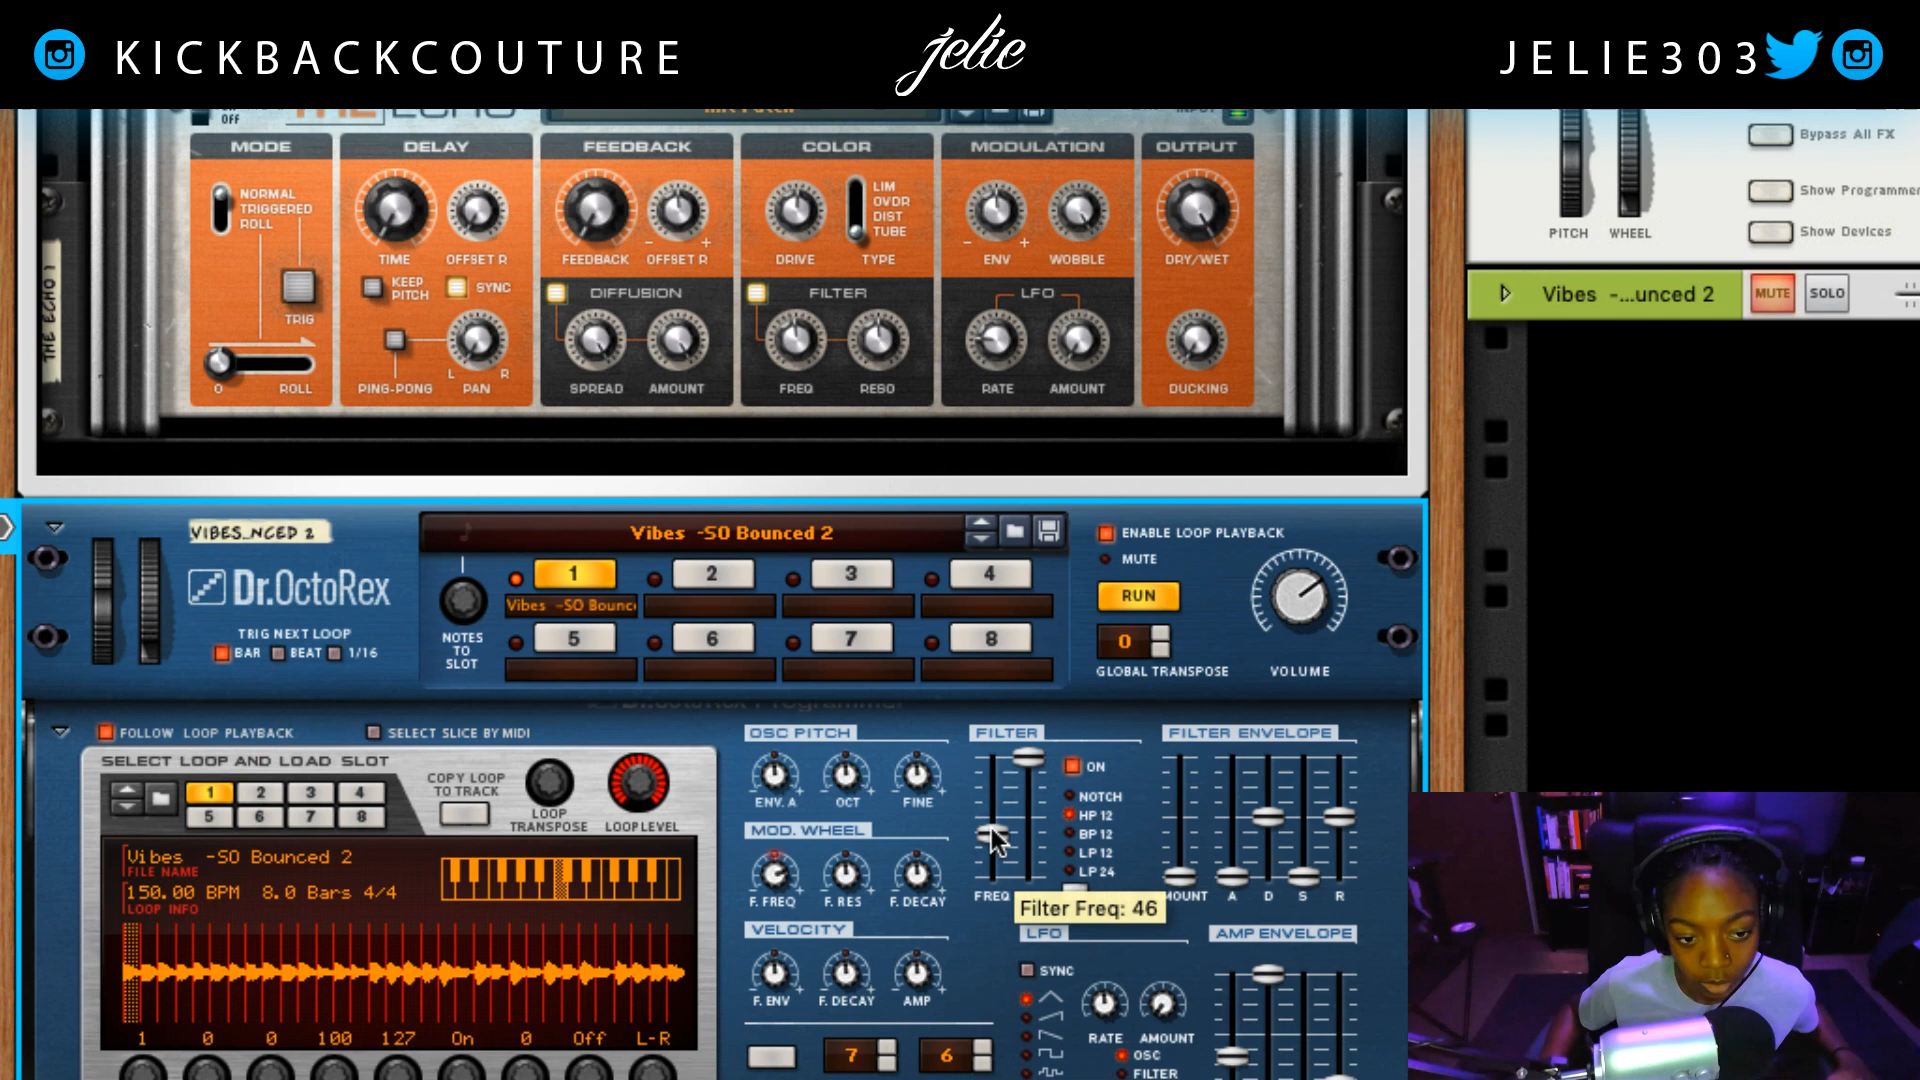 KICKBACKCOUTURE
jelie
JELIE303
OFF
MODE
DELAY
FEEDBACK
COLOR
MODULATION
OUTPUT
NORMAL
TRIGGERED
ROLL
LIM
OVDR
DIST
TUBE
TIME
OFFSET R
FEEDBACK
- +
OFFSET R
DRIVE
TYPE
- +
ENV
WOBBLE
DRY/WET
KEEP
PITCH
SYNC
DIFFUSION
FILTER
LFO
TRIG
THE ECHO 1
0
ROLL
PING-PONG
L R
PAN
SPREAD
AMOUNT
FREQ
RESO
RATE
AMOUNT
DUCKING
Bypass All FX
Show Programmer
Show Devices
PITCH
WHEEL
Vibes -...unced 2
MUTE
SOLO
VIBES_NCED 2
Dr.OctoRex
TRIG NEXT LOOP
BAR
BEAT
1/16
Vibes -SO Bounced 2
NOTES
TO
SLOT
1 2 3 4
Vibes -SO Bounc
5 6 7 8
ENABLE LOOP PLAYBACK
MUTE
RUN
0
GLOBAL TRANSPOSE
VOLUME
FOLLOW LOOP PLAYBACK
SELECT SLICE BY MIDI
SELECT LOOP AND LOAD SLOT
1 2 3 4
5 6 7 8
COPY LOOP
TO TRACK
LOOP
TRANSPOSE
LOOP LEVEL
Vibes -SO Bounced 2
FILE NAME
150.00 BPM 8.0 Bars 4/4
LOOP INFO
1 0 0 100 127 On 0 Off L-R
OSC PITCH
ENV. A
OCT
FINE
MOD. WHEEL
F. FREQ
F. RES
F. DECAY
VELOCITY
F. ENV
F. DECAY
AMP
7
6
FILTER
ON
NOTCH
HP 12
BP 12
LP 12
LP 24
FREQ
Filter Freq: 46
FILTER ENVELOPE
A D S R
LFO
SYNC
RATE
AMOUNT
OSC
FILTER
AMP ENVELOPE